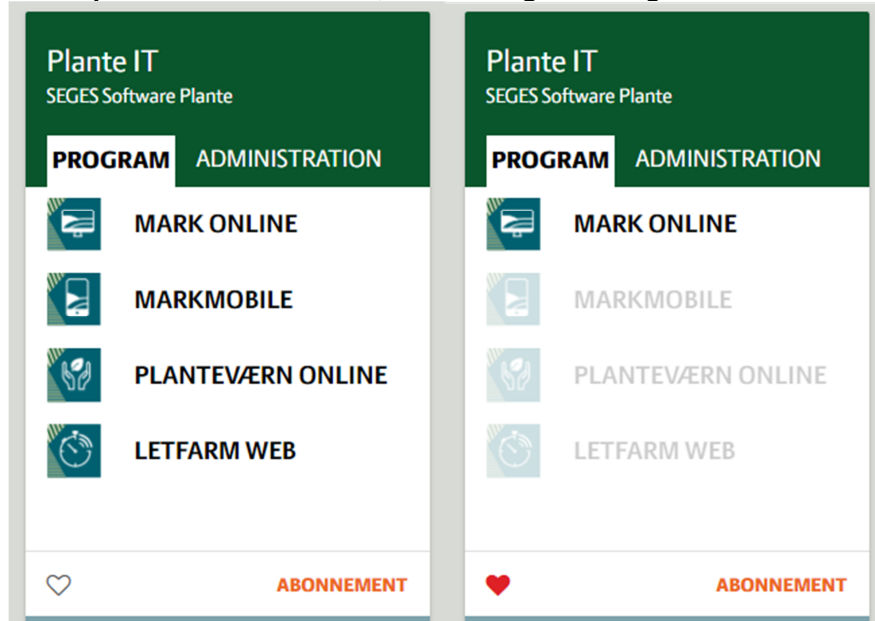 Plante IT
SEGES Software Plante
PROGRAM ADMINISTRATION
MARK ONLINE
MARKMOBILE
PLANTEVÆRN ONLINE
LETFARM WEB
ABONNEMENT
Plante IT
SEGES Software Plante
PROGRAM ADMINISTRATION
MARK ONLINE
MARKMOBILE
PLANTEVÆRN ONLINE
LETFARM WEB
ABONNEMENT